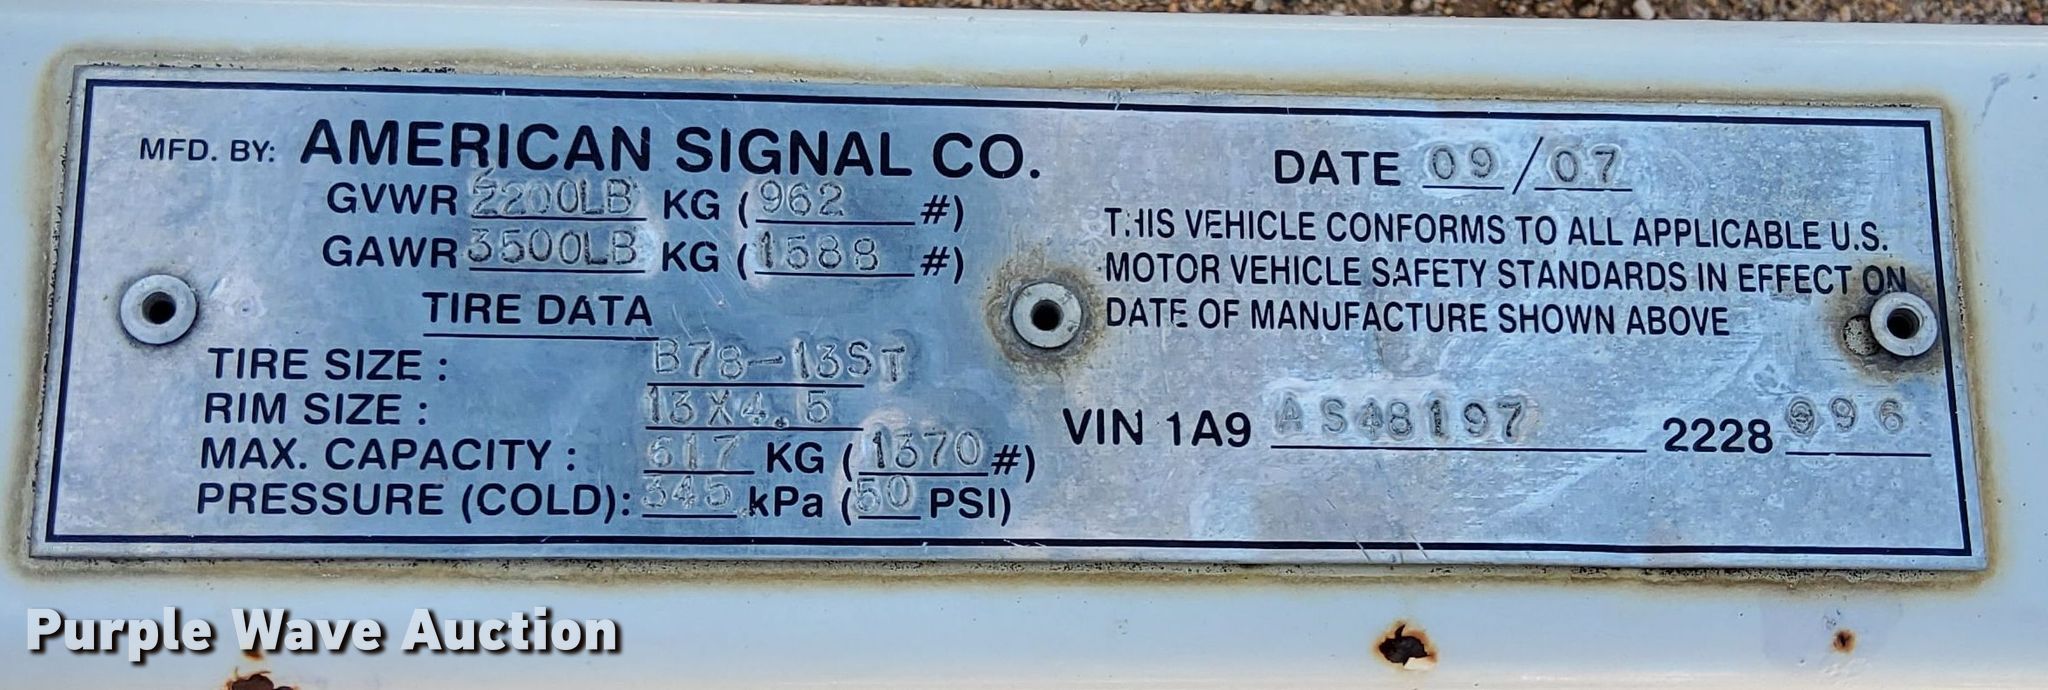 MFD. BY: AMERICAN SIGNAL CO.
GVWR 2200LB KG (962 #)
GAWR 3500LB KG (1588 #)
TIRE DATA
TIRE SIZE : B78-13ST
RIM SIZE : 13X4.5
MAX. CAPACITY : 617 KG (1370 #)
PRESSURE (COLD): 345 kPa (50 PSI)
DATE 09/07
THIS VEHICLE CONFORMS TO ALL APPLICABLE U.S.
MOTOR VEHICLE SAFETY STANDARDS IN EFFECT ON
DATE OF MANUFACTURE SHOWN ABOVE
VIN 1A9 AS48197 2228
Purple Wave Auction